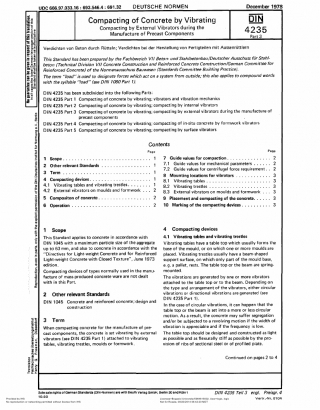 UDC 666.97.033.16 : 693.546.4 : 691.32
DEUTSCHE NORMEN
December 1978
Compacting of Concrete by Vibrating
Compacting by External Vibrators during the
Manufacture of Precast Components
DIN
4235
Part 2
Verdichten von Beton durch Rütteln; Verdichten bei der Herstellung von Fertigteilen mit Aussenrüttlern
This Standard has been prepared by the Fachbereich VII Beton- und Stahlbetonbau/Deutscher Ausschuss für Stahl-
beton (Technical Division VII Concrete Construction and Reinforced Concrete Construction/German Committee for
Reinforced Concrete) of the Normenausschuss Bauwesen (Standards Committee Building Practice).
The term "load" is used to designate forces which act on a system from outside; this also applies to compound words
with the syllable "load" (see DIN 1080 Part 1).
DIN 4235 has been subdivided into the following Parts:
DIN 4235 Part 1 Compacting of concrete by vibrating; vibrators and vibration mechanics
DIN 4235 Part 2 Compacting of concrete by vibrating; compacting by internal vibrators
DIN 4235 Part 3 Compacting of concrete by vibrating; compacting by external vibrators during the manufacture of
precast components
DIN 4235 Part 4 Compacting of concrete by vibrating; compacting of in-situ concrete by formwork vibrators
DIN 4235 Part 5 Compacting of concrete by vibrating; compacting by surface vibrators
Contents
Page
1 Scope 1
2 Other relevant Standards 1
3 Term 1
4 Compacting devices 1
4.1 Vibrating tables and vibrating trestles 1
4.2 External vibrators on moulds and formwork 2
5 Composition of concrete 2
6 Operation 2
Page
7 Guide values for compaction 2
7.1 Guide values for mechanical parameters 2
7.2 Guide values for centrifugal force requirement 2
8 Mounting locations for vibrators 3
8.1 Vibrating tables 3
8.2 Vibrating trestles 3
8.3 External vibrators on moulds and formwork 3
9 Placement and compacting of the concrete 3
10 Marking of the compacting devices 3
1 Scope
This Standard applies to concrete in accordance with
DIN 1045 with a maximum particle size of the aggregate
up to 63 mm, and also to concrete in accordance with the
"Directives for Light-weight Concrete and for Reinforced
Light-weight Concrete with Closed Texture", June 1973
edition.
Compacting devices of types normally used in the manu-
facture of mass-produced concrete ware are not dealt
with in this Part.
2 Other relevant Standards
DIN 1045 Concrete and reinforced concrete; design and
construction
3 Term
When compacting concrete for the manufacture of pre-
cast components, the concrete is set vibrating by external
vibrators (see DIN 4235 Part 1) attached to vibrating
tables, vibrating trestles, moulds or formwork.
4 Compacting devices
4.1 Vibrating tables and vibrating trestles
Vibrating tables have a table top which usually forms the
base of the mould, or on which one or more moulds are
placed. Vibrating trestles usually have a beam shaped
support surface, on which only part of the mould base,
e.g. a pallet, rests. The table top or the beam are spring-
mounted.
The vibrations are generated by one or more vibrators
attached to the table top or to the beam. Depending on
the type and arrangement of the vibrators, either circular
vibrations or directional vibrations are generated (see
DIN 4235 Part 1).
In the case of circular vibrations, it can happen that the
table top or the beam is set into a more or less circular
motion. As a result, the concrete may suffer segregation
or may be subjected to a revolving motion if the width of
vibration is appreciable and if the frequency is low.
The table top should be designed and constructed as light
as possible and as flexurally stiff as possible by the pro-
vision of ribs of sectional steel or of profiled plate.
Continued on pages 2 to 4
DIN 4235 Teil 3 engl. Preisgr. 4